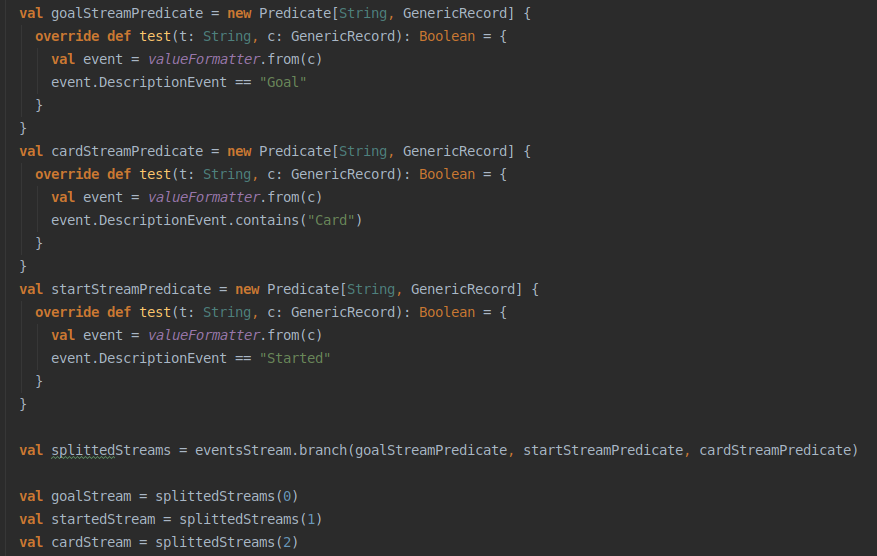 val goalStreamPredicate = new Predicate[String, GenericRecord] {
  override def test(t: String, c: GenericRecord): Boolean = {
    val event = valueFormatter.from(c)
    event.DescriptionEvent == "Goal"
  }
}
val cardStreamPredicate = new Predicate[String, GenericRecord] {
  override def test(t: String, c: GenericRecord): Boolean = {
    val event = valueFormatter.from(c)
    event.DescriptionEvent.contains("Card")
  }
}
val startStreamPredicate = new Predicate[String, GenericRecord] {
  override def test(t: String, c: GenericRecord): Boolean = {
    val event = valueFormatter.from(c)
    event.DescriptionEvent == "Started"
  }
}

val splittedStreams = eventsStream.branch(goalStreamPredicate, startStreamPredicate, cardStreamPredicate)

val goalStream = splittedStreams(0)
val startedStream = splittedStreams(1)
val cardStream = splittedStreams(2)